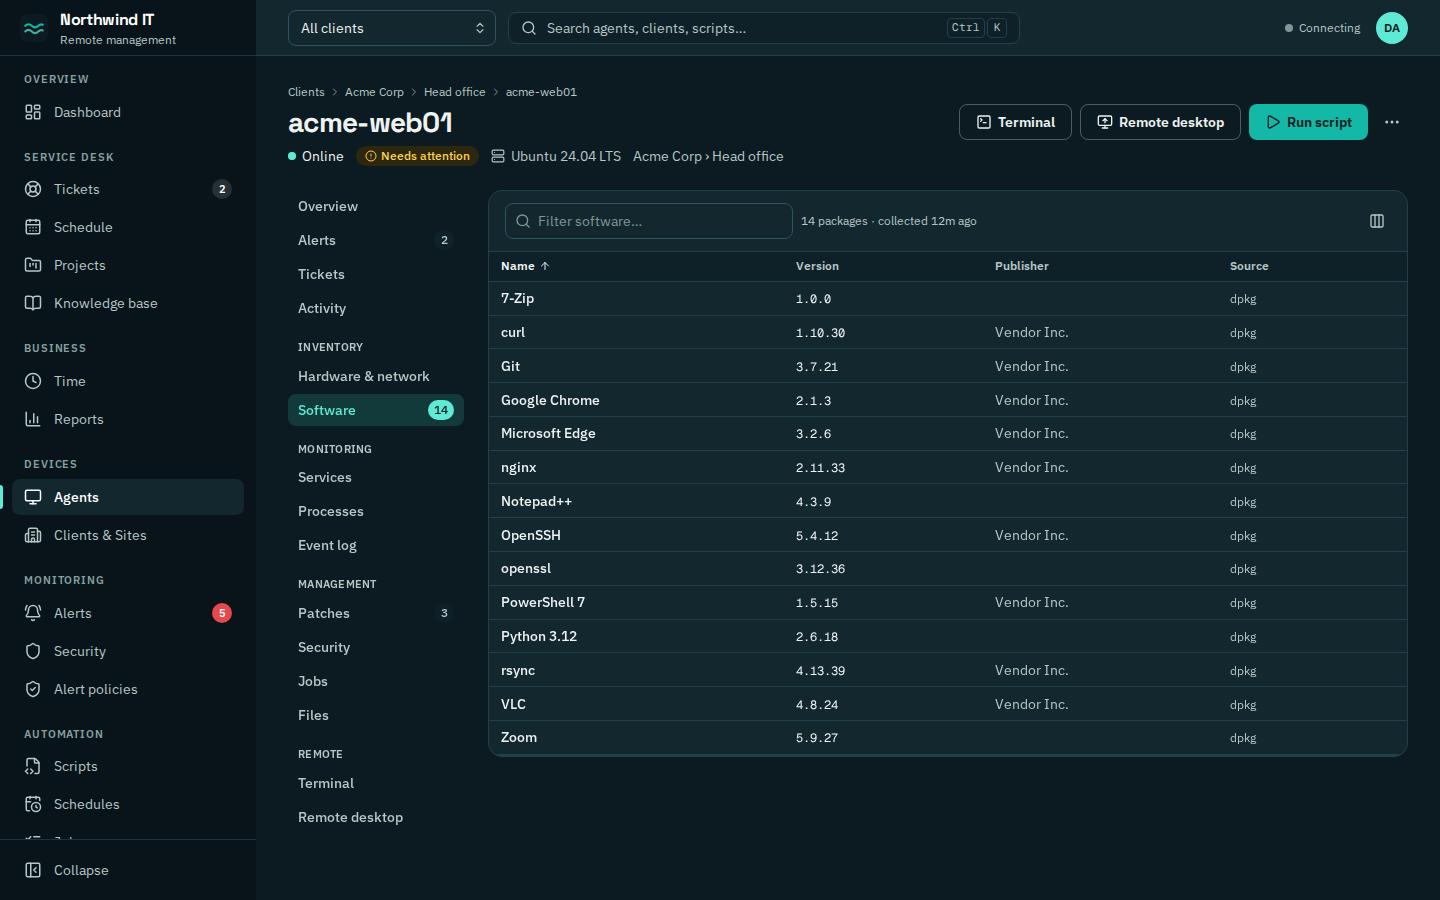 Northwind IT
Remote management
All clients
Search agents, clients, scripts...
Ctrl K
Connecting
DA
OVERVIEW
Dashboard
SERVICE DESK
Tickets 2
Schedule
Projects
Knowledge base
BUSINESS
Time
Reports
DEVICES
Agents
Clients & Sites
MONITORING
Alerts 5
Security
Alert policies
AUTOMATION
Scripts
Schedules
Collapse
Clients > Acme Corp > Head office > acme-web01
acme-web01
Terminal
Remote desktop
Run script
Online
Needs attention
Ubuntu 24.04 LTS
Acme Corp › Head office
Overview
Alerts 2
Tickets
Activity
INVENTORY
Hardware & network
Software 14
MONITORING
Services
Processes
Event log
MANAGEMENT
Patches 3
Security
Jobs
Files
REMOTE
Terminal
Remote desktop
Filter software...
14 packages · collected 12m ago
Name ↑ Version Publisher Source
7-Zip 1.0.0 dpkg
curl 1.10.30 Vendor Inc. dpkg
Git 3.7.21 Vendor Inc. dpkg
Google Chrome 2.1.3 Vendor Inc. dpkg
Microsoft Edge 3.2.6 Vendor Inc. dpkg
nginx 2.11.33 Vendor Inc. dpkg
Notepad++ 4.3.9 dpkg
OpenSSH 5.4.12 Vendor Inc. dpkg
openssl 3.12.36 dpkg
PowerShell 7 1.5.15 Vendor Inc. dpkg
Python 3.12 2.6.18 dpkg
rsync 4.13.39 Vendor Inc. dpkg
VLC 4.8.24 Vendor Inc. dpkg
Zoom 5.9.27 dpkg